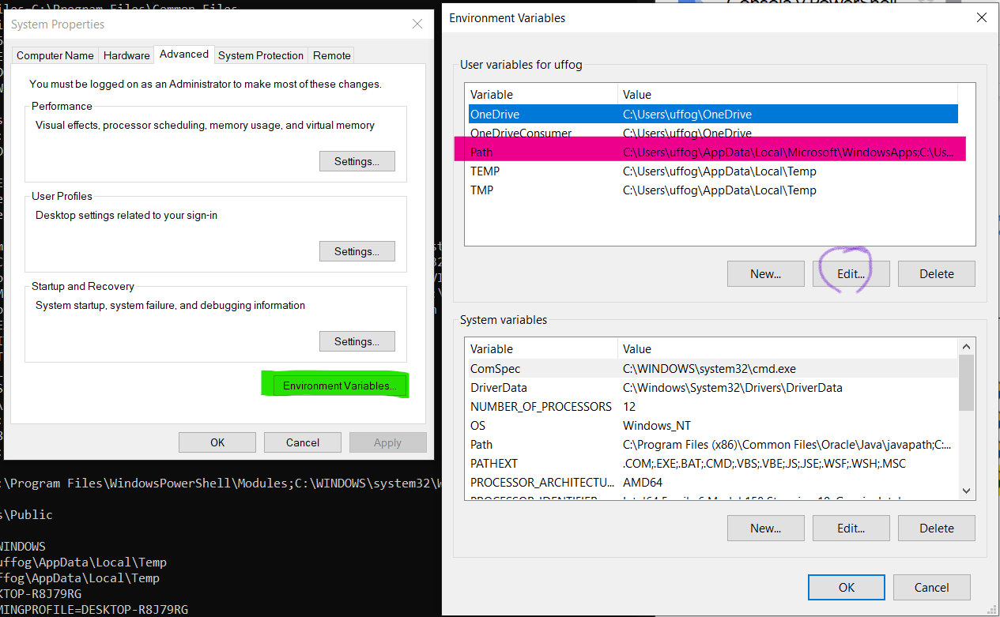 iles=C:\Program Files\Common Files
System Properties
Computer Name Hardware Advanced System Protection Remote
You must be logged on as an Administrator to make most of these changes.
Performance
Visual effects, processor scheduling, memory usage, and virtual memory
Settings...
User Profiles
Desktop settings related to your sign-in
Settings...
Startup and Recovery
System startup, system failure, and debugging information
Settings...
Environment Variables...
OK Cancel Apply
:\Program Files\WindowsPowerShell\Modules;C:\WINDOWS\system32\W
s\Public
WINDOWS
uffog\AppData\Local\Temp
ffog\AppData\Local\Temp
KTOP-R8J79RG
MINGPROFILE=DESKTOP-R8J79RG
Environment Variables
User variables for uffog
Variable Value
OneDrive C:\Users\uffog\OneDrive
OneDriveConsumer C:\Users\uffog\OneDrive
Path C:\Users\uffog\AppData\Local\Microsoft\WindowsApps;C:\Us...
TEMP C:\Users\uffog\AppData\Local\Temp
TMP C:\Users\uffog\AppData\Local\Temp
New... Edit... Delete
System variables
Variable Value
ComSpec C:\WINDOWS\system32\cmd.exe
DriverData C:\Windows\System32\Drivers\DriverData
NUMBER_OF_PROCESSORS 12
OS Windows_NT
Path C:\Program Files (x86)\Common Files\Oracle\Java\javapath;C:...
PATHEXT .COM;.EXE;.BAT;.CMD;.VBS;.VBE;.JS;.JSE;.WSF;.WSH;.MSC
PROCESSOR_ARCHITECTU... AMD64
New... Edit... Delete
OK Cancel